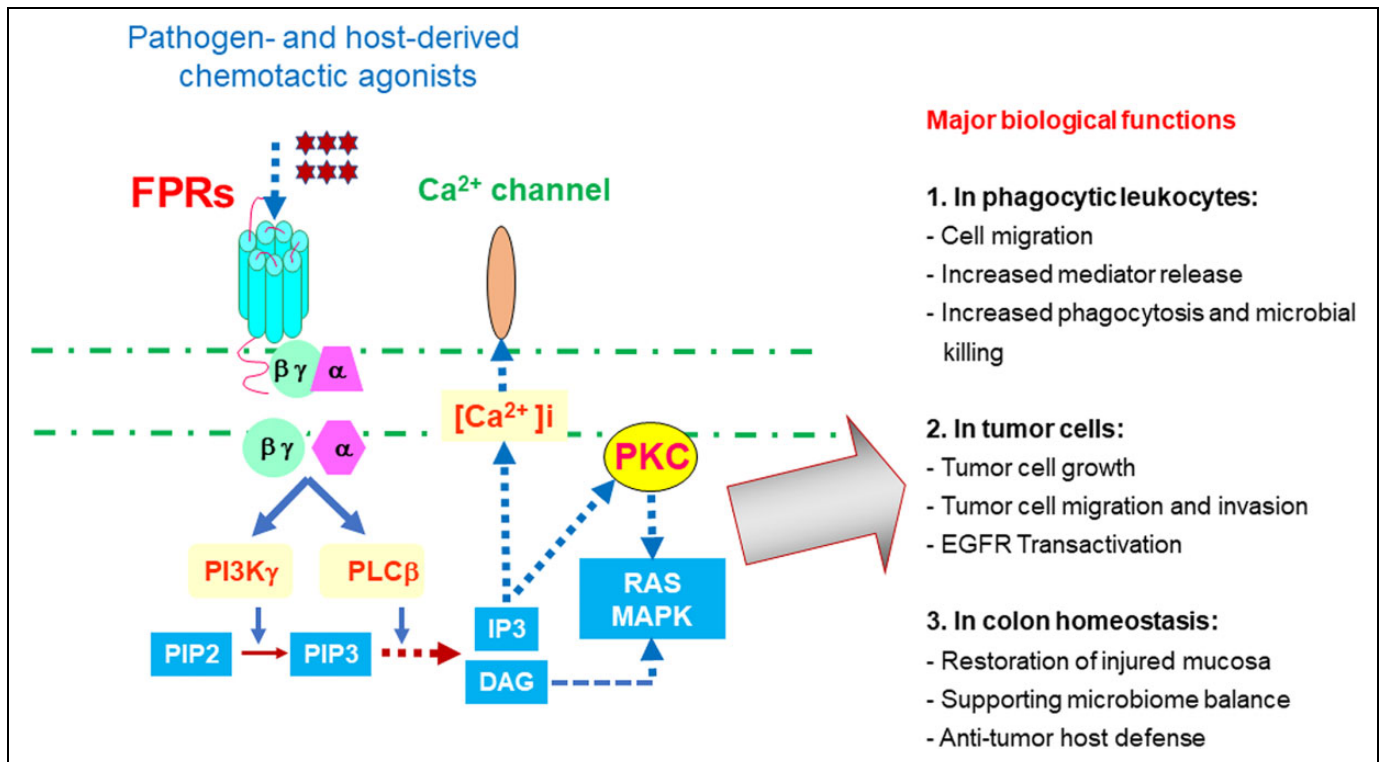 Pathogen- and host-derived
chemotactic agonists
FPRs
Ca²⁺ channel
β γ
α
β γ
α
[Ca²⁺ ]i
PKC
PI3Kγ
PLCβ
RAS
MAPK
IP3
PIP2
PIP3
DAG
Major biological functions
1. In phagocytic leukocytes:
- Cell migration
- Increased mediator release
- Increased phagocytosis and microbial
killing
2. In tumor cells:
- Tumor cell growth
- Tumor cell migration and invasion
- EGFR Transactivation
3. In colon homeostasis:
- Restoration of injured mucosa
- Supporting microbiome balance
- Anti-tumor host defense